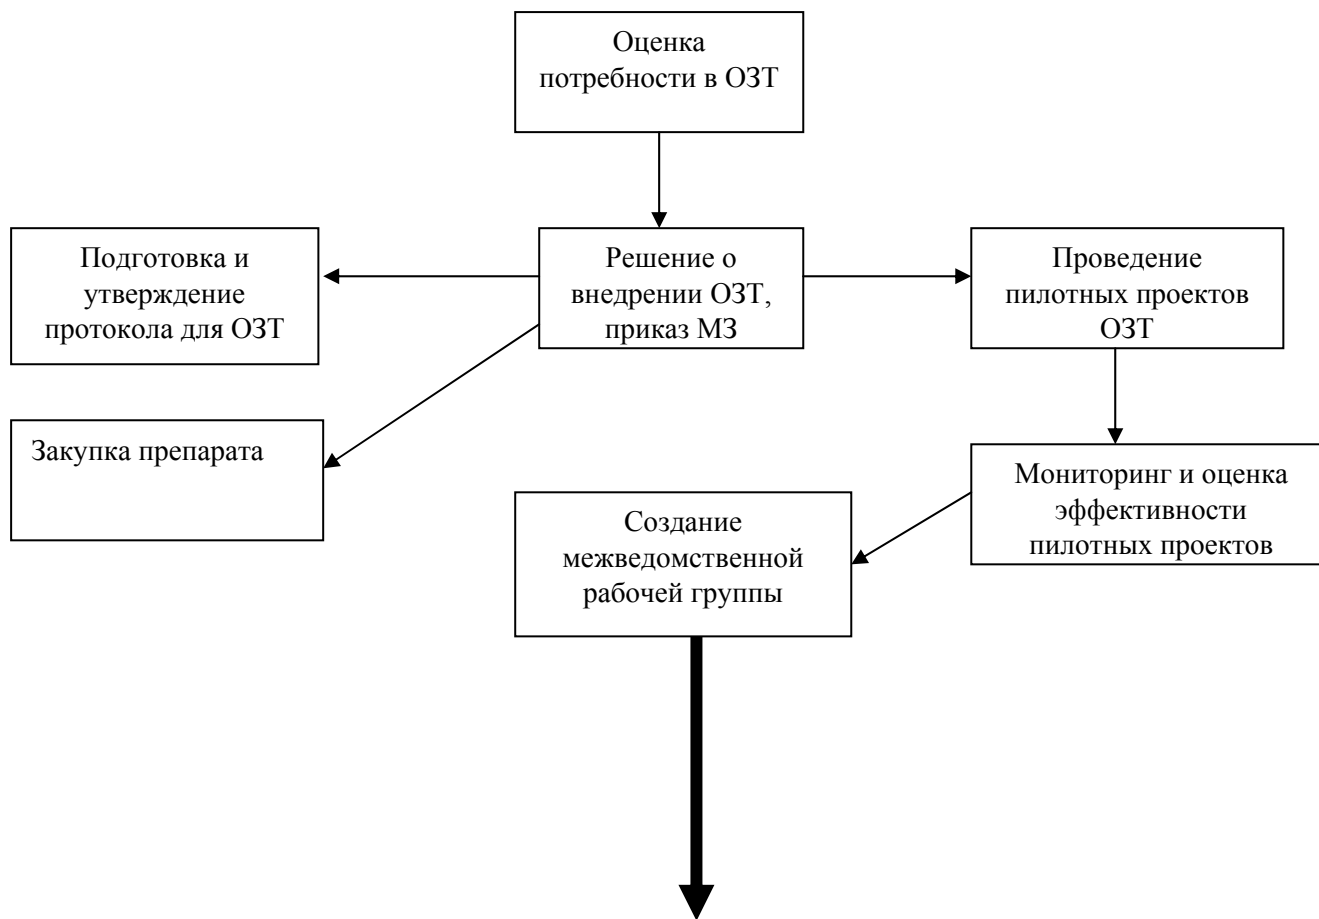 Оценка
потребности в ОЗТ
Подготовка и
утверждение
протокола для ОЗТ
Решение о
внедрении ОЗТ,
приказ МЗ
Проведение
пилотных проектов
ОЗТ
Закупка препарата
Мониторинг и оценка
эффективности
пилотных проектов
Создание
межведомственной
рабочей группы